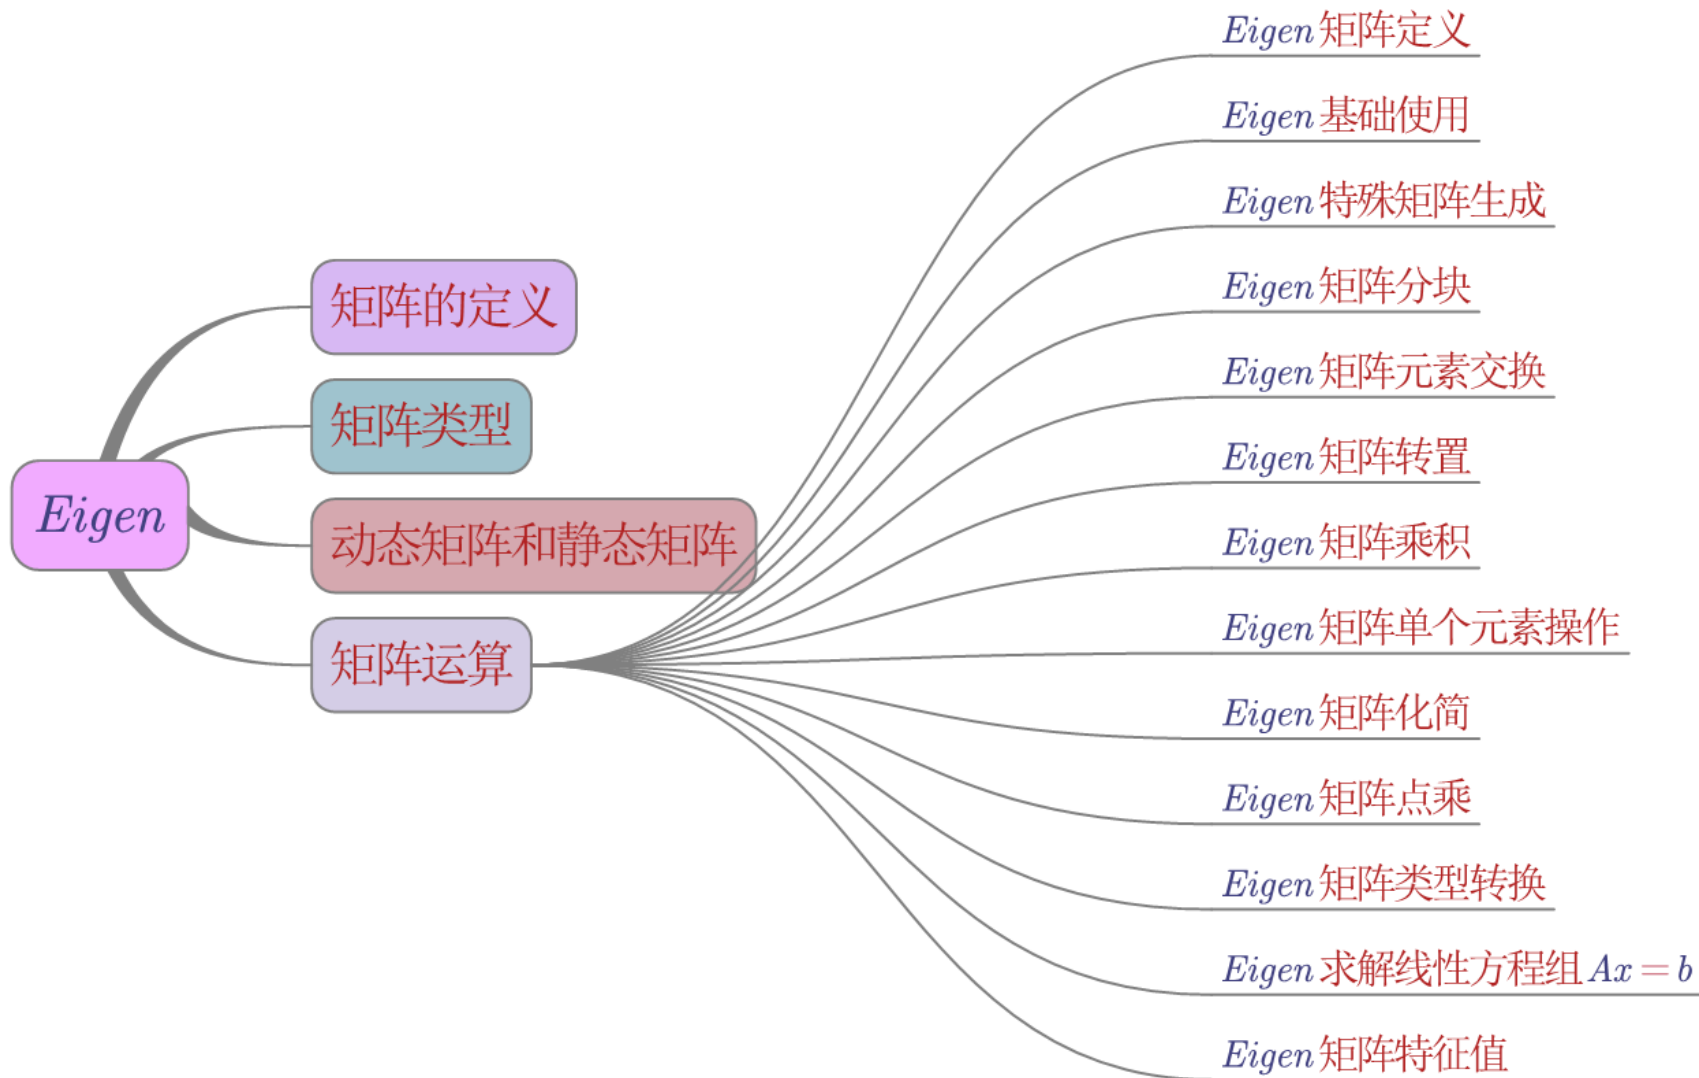 Eigen
矩阵的定义
矩阵类型
动态矩阵和静态矩阵
矩阵运算
Eigen矩阵定义
Eigen基础使用
Eigen特殊矩阵生成
Eigen矩阵分块
Eigen矩阵元素交换
Eigen矩阵转置
Eigen矩阵乘积
Eigen矩阵单个元素操作
Eigen矩阵化简
Eigen矩阵点乘
Eigen矩阵类型转换
Eigen求解线性方程组Ax = b
Eigen矩阵特征值